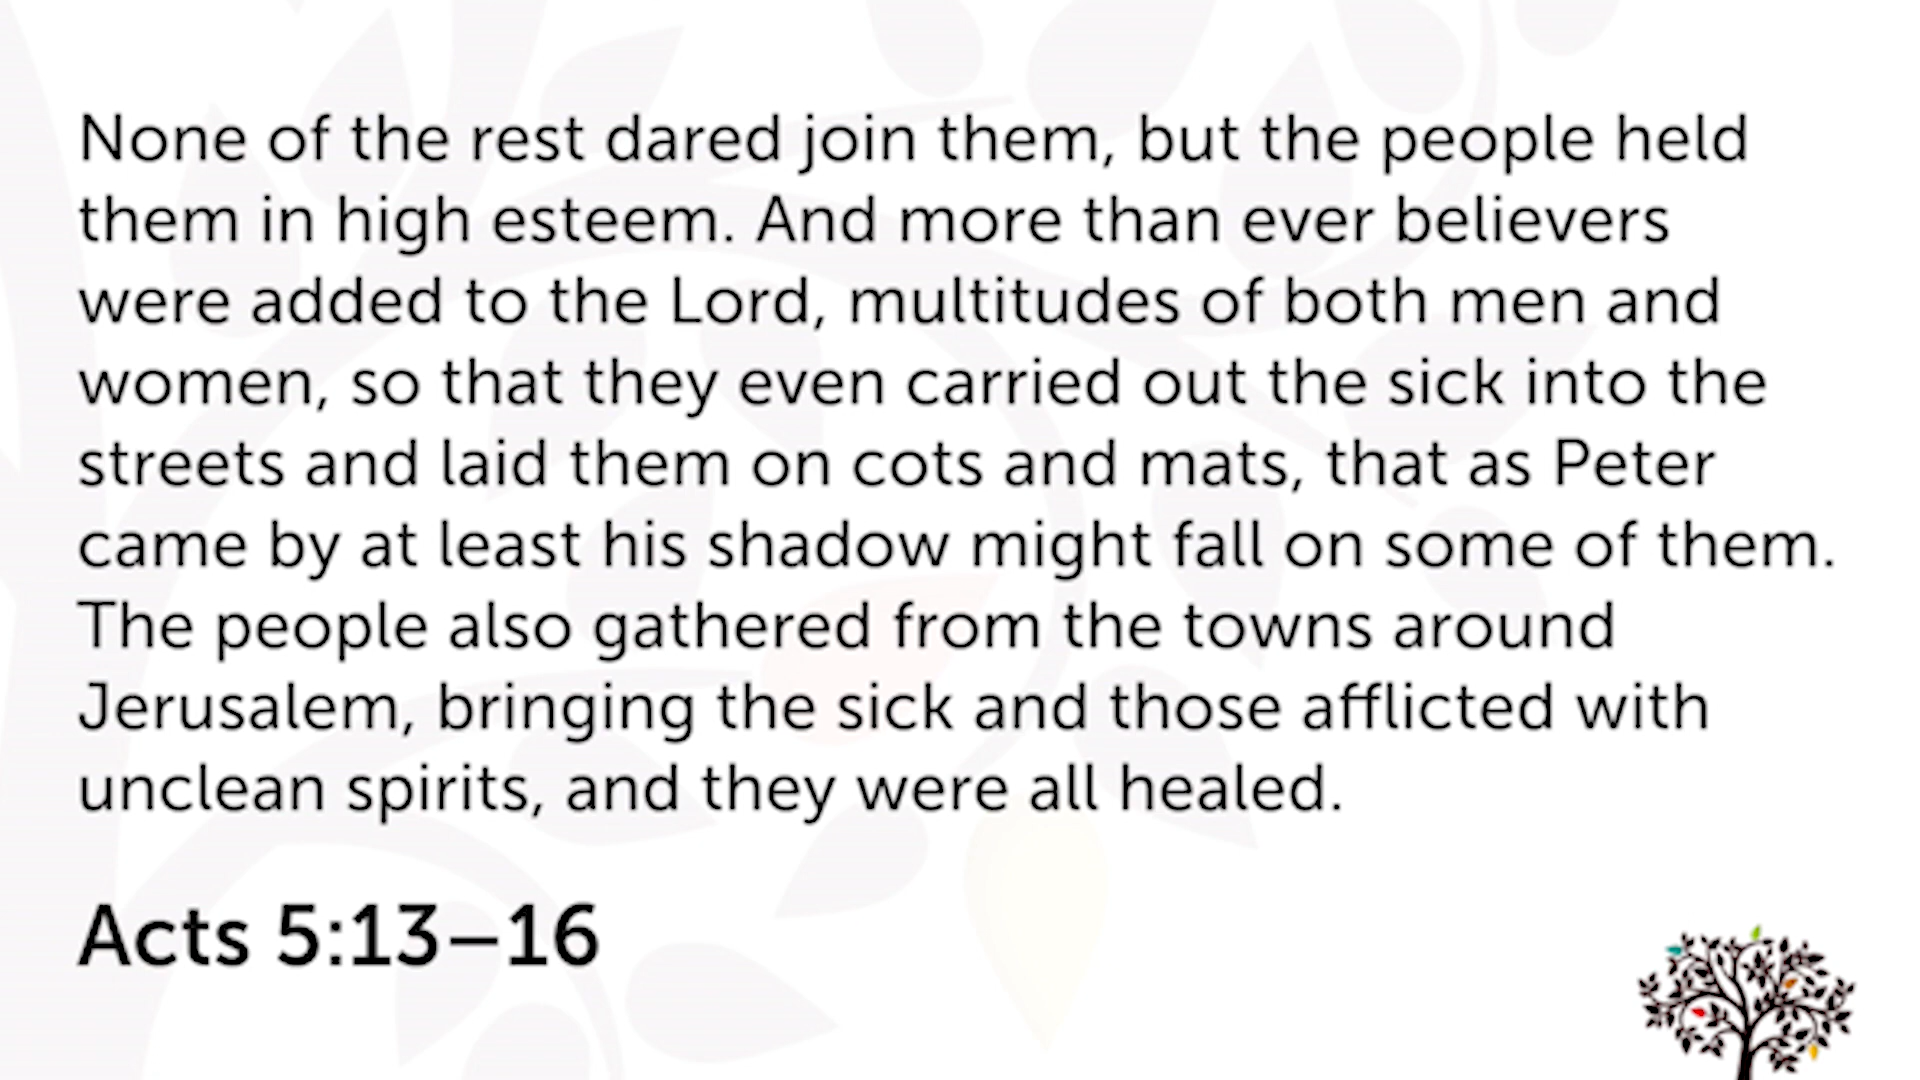 None of the rest dared join them, but the people held
them in high esteem. And more than ever believers
were added to the Lord, multitudes of both men and
women, so that they even carried out the sick into the
streets and laid them on cots and mats, that as Peter
came by at least his shadow might fall on some of them.
The people also gathered from the towns around
Jerusalem, bringing the sick and those afflicted with
unclean spirits, and they were all healed.
Acts 5:13–16